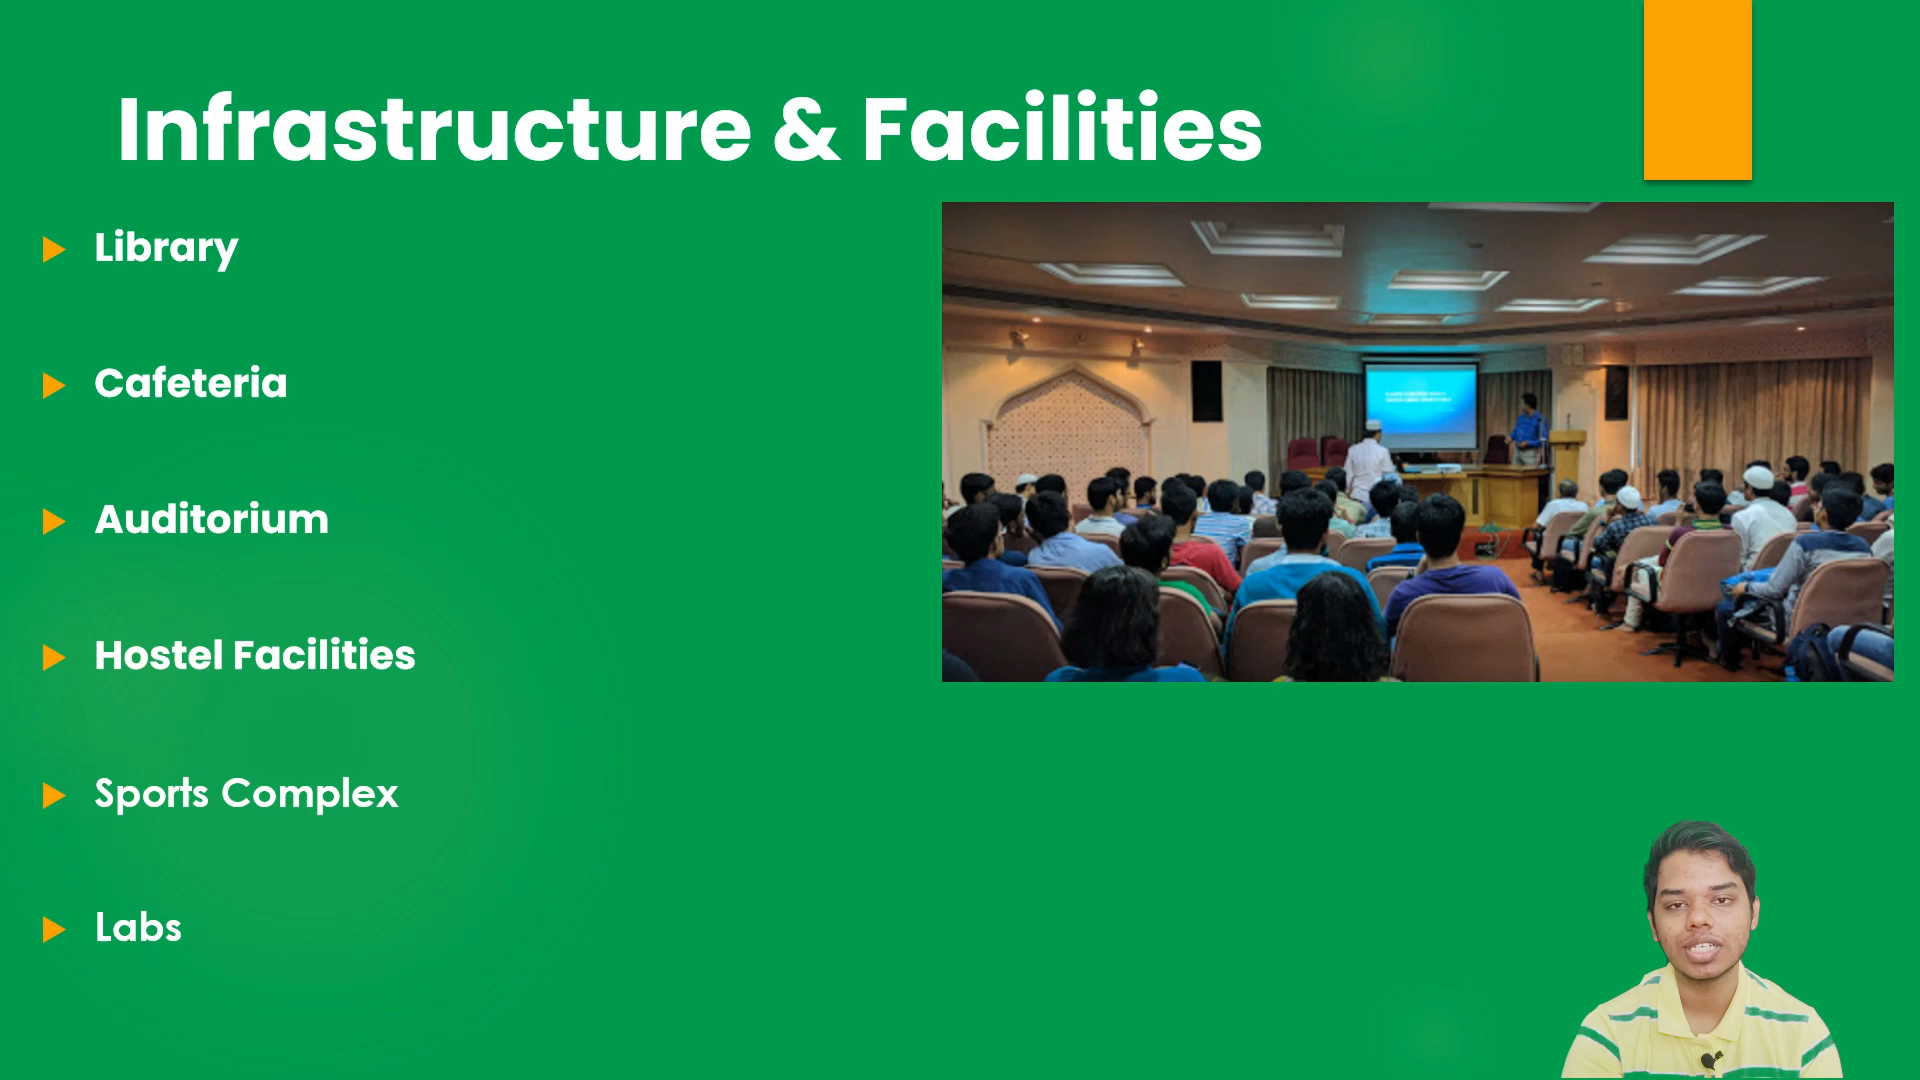 Infrastructure & Facilities
Library
Cafeteria
Auditorium
Hostel Facilities
Sports Complex
Labs